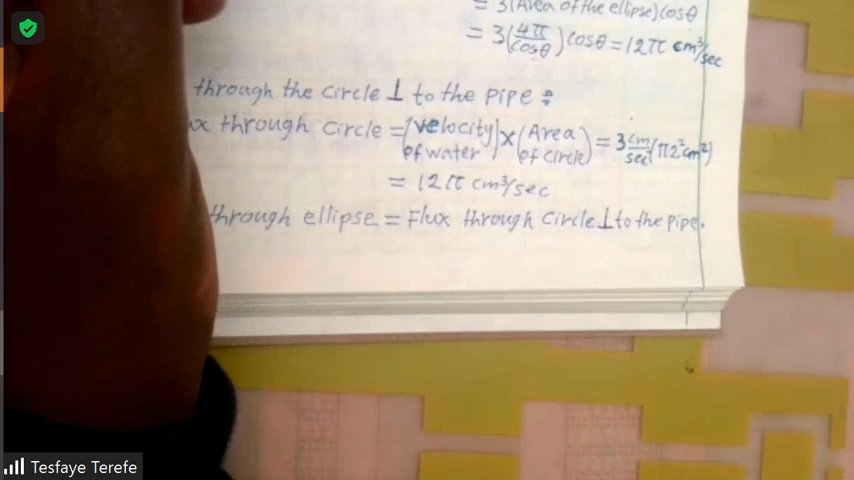 = 3(Area of the ellipse)cosθ
= 3(4π/cosθ)cosθ = 12π cm³/sec
through the circle ⊥ to the pipe:
ux through circle = (velocity of water) × (Area of circle) = 3 cm/sec (π2²cm²)
= 12π cm³/sec
through ellipse = Flux through circle ⊥ to the pipe.
Tesfaye Terefe